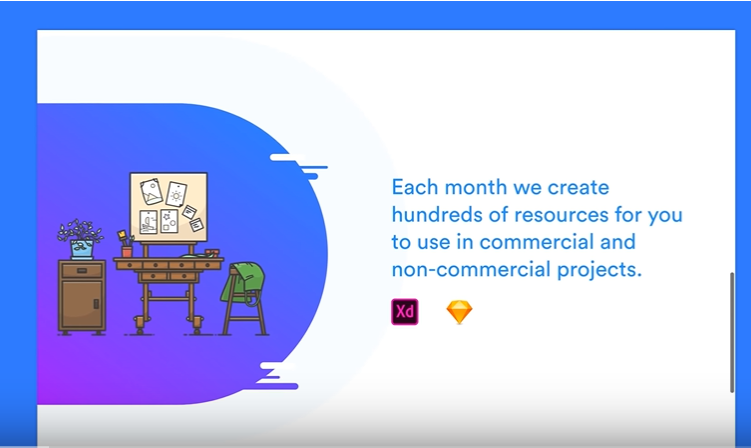 Each month we create
hundreds of resources for you
to use in commercial and
non-commercial projects.
Xd